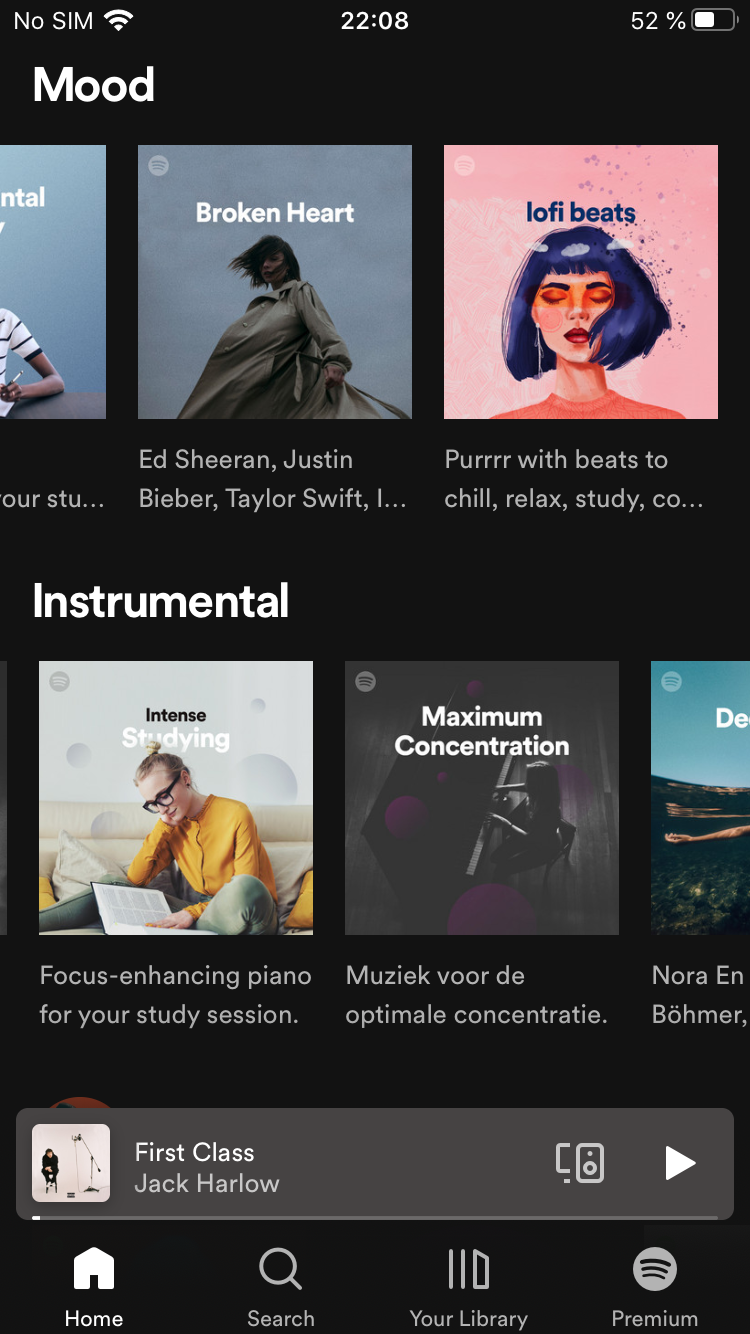 No SIM 22:08 52 %
Mood
ntal
y
Broken Heart
lofi beats
Ed Sheeran, Justin
Purrrr with beats to
your stu...
Bieber, Taylor Swift, I...
chill, relax, study, co...
Instrumental
Intense
Studying
Maximum
Concentration
De
Focus-enhancing piano
for your study session.
Muziek voor de
optimale concentratie.
Nora En
Böhmer,
First Class
Jack Harlow
Home
Search
Your Library
Premium